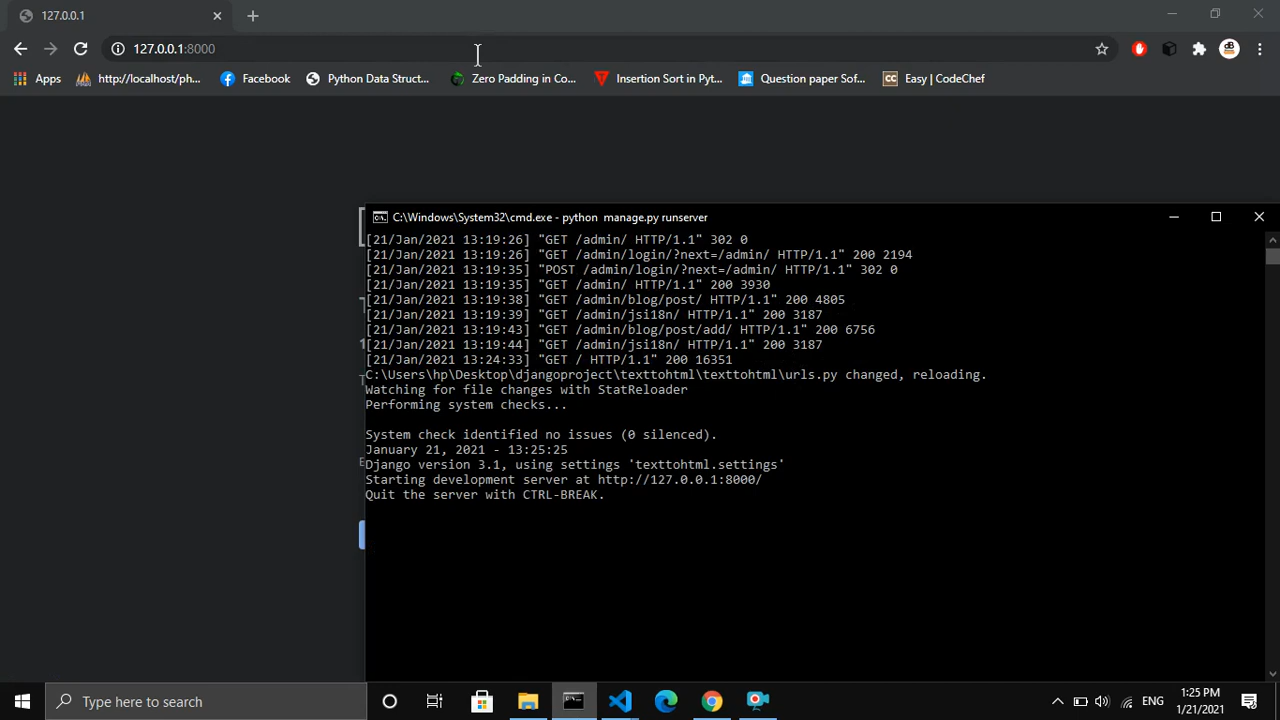 127.0.0.1
127.0.0.1:8000
Apps
http://localhost/ph...
Facebook
Python Data Struct...
Zero Padding in Co...
Insertion Sort in Pyt...
Question paper Sof...
CC
Easy | CodeChef
C:\Windows\System32\cmd.exe - python  manage.py runserver
[21/Jan/2021 13:19:26] "GET /admin/ HTTP/1.1" 302 0
[21/Jan/2021 13:19:26] "GET /admin/login/?next=/admin/ HTTP/1.1" 200 2194
[21/Jan/2021 13:19:35] "POST /admin/login/?next=/admin/ HTTP/1.1" 302 0
[21/Jan/2021 13:19:35] "GET /admin/ HTTP/1.1" 200 3930
[21/Jan/2021 13:19:38] "GET /admin/blog/post/ HTTP/1.1" 200 4805
[21/Jan/2021 13:19:39] "GET /admin/jsi18n/ HTTP/1.1" 200 3187
[21/Jan/2021 13:19:43] "GET /admin/blog/post/add/ HTTP/1.1" 200 6756
[21/Jan/2021 13:19:44] "GET /admin/jsi18n/ HTTP/1.1" 200 3187
[21/Jan/2021 13:24:33] "GET / HTTP/1.1" 200 16351
C:\Users\hp\Desktop\djangoproject\texttohtml\texttohtml\urls.py changed, reloading.
Watching for file changes with StatReloader
Performing system checks...
System check identified no issues (0 silenced).
January 21, 2021 - 13:25:25
Django version 3.1, using settings 'texttohtml.settings'
Starting development server at http://127.0.0.1:8000/
Quit the server with CTRL-BREAK.
Type here to search
ENG
1:25 PM
1/21/2021